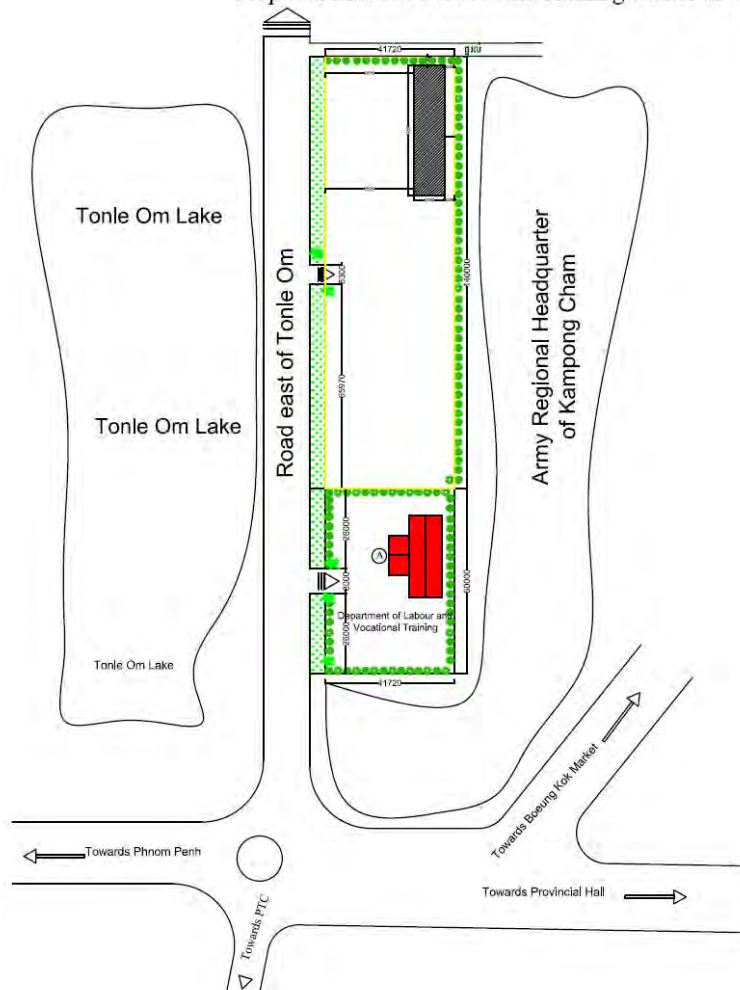 41720
Tonle Om Lake
Road east of Tonle Om
Army Regional Headquarter
of Kampong Cham
140000
65970
Tonle Om Lake
26000
A
60000
Department of Labour and
Vocational Training
26000
Tonle Om Lake
41720
Towards Boeung Kok Market
Towards Phnom Penh
Towards Provincial Hall
Towards PTC